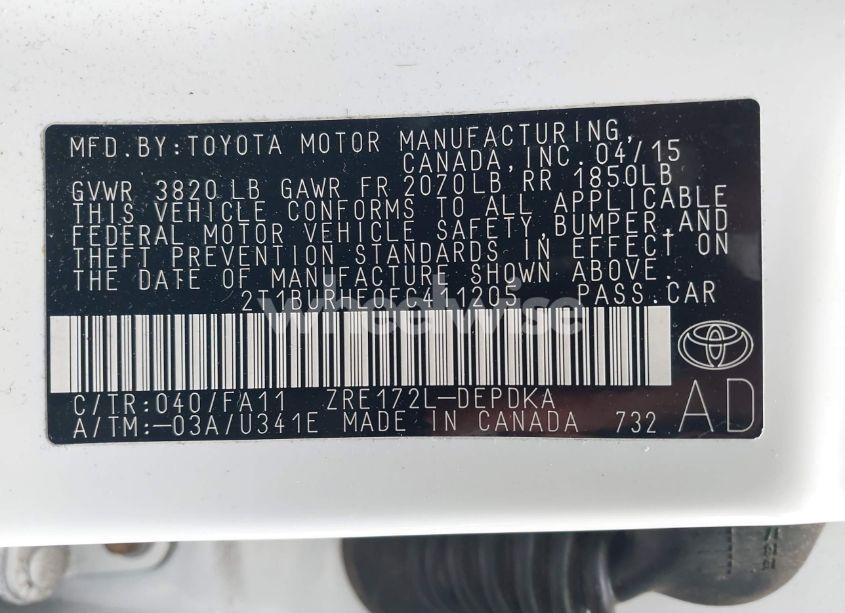 MFD.BY:TOYOTA MOTOR MANUFACTURING,
CANADA,INC. 04/15
GVWR 3820LB GAWR FR 2070LB RR 1850LB
THIS VEHICLE CONFORMS TO ALL APPLICABLE
FEDERAL MOTOR VEHICLE SAFETY,BUMPER,AND
THEFT PREVENTION STANDARDS IN EFFECT ON
THE DATE OF MANUFACTURE SHOWN ABOVE.
2T1BURHE0FC411205 PASS.CAR
wheelwise
C/TR:040/FA11 ZRE172L-DEPDKA
A/TM:-03A/U341E MADE IN CANADA 732
AD